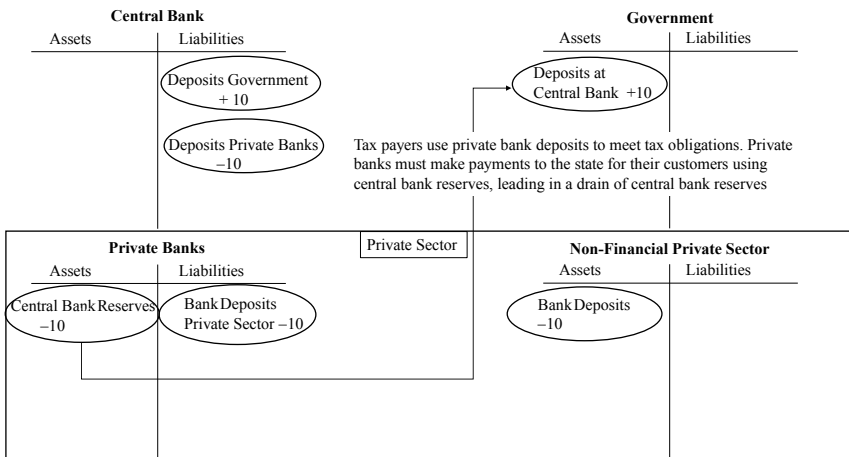 Central Bank
Assets Liabilities
Deposits Government
+ 10
Deposits Private Banks
–10
Government
Assets Liabilities
Deposits at
Central Bank +10
Tax payers use private bank deposits to meet tax obligations. Private
banks must make payments to the state for their customers using
central bank reserves, leading in a drain of central bank reserves
Private Sector
Private Banks
Assets Liabilities
Central Bank Reserves
–10
Bank Deposits
Private Sector –10
Non-Financial Private Sector
Assets Liabilities
Bank Deposits
–10